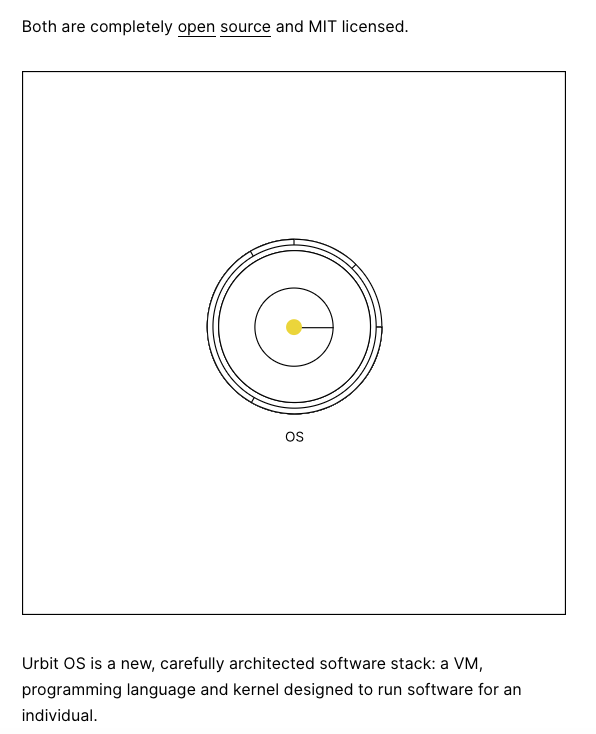 Both are completely open source and MIT licensed.
OS
Urbit OS is a new, carefully architected software stack: a VM,
programming language and kernel designed to run software for an
individual.